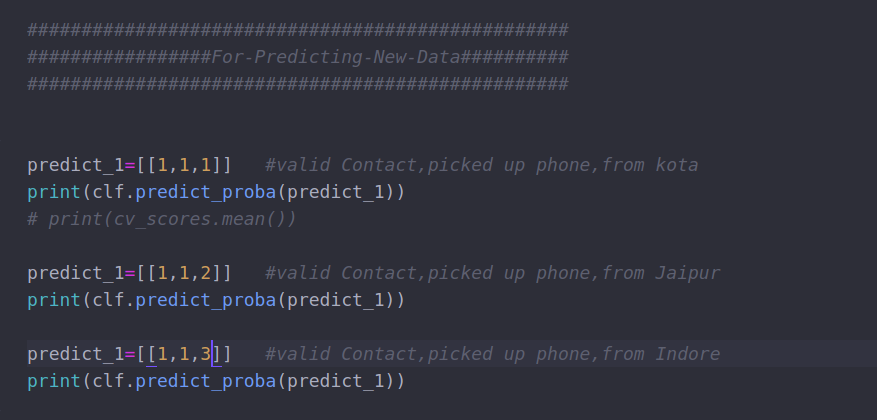 ##################################################
#################For-Predicting-New-Data##########
##################################################
predict_1=[[1,1,1]]   #valid Contact,picked up phone,from kota
print(clf.predict_proba(predict_1))
# print(cv_scores.mean())
predict_1=[[1,1,2]]   #valid Contact,picked up phone,from Jaipur
print(clf.predict_proba(predict_1))
predict_1=[[1,1,3]]   #valid Contact,picked up phone,from Indore
print(clf.predict_proba(predict_1))